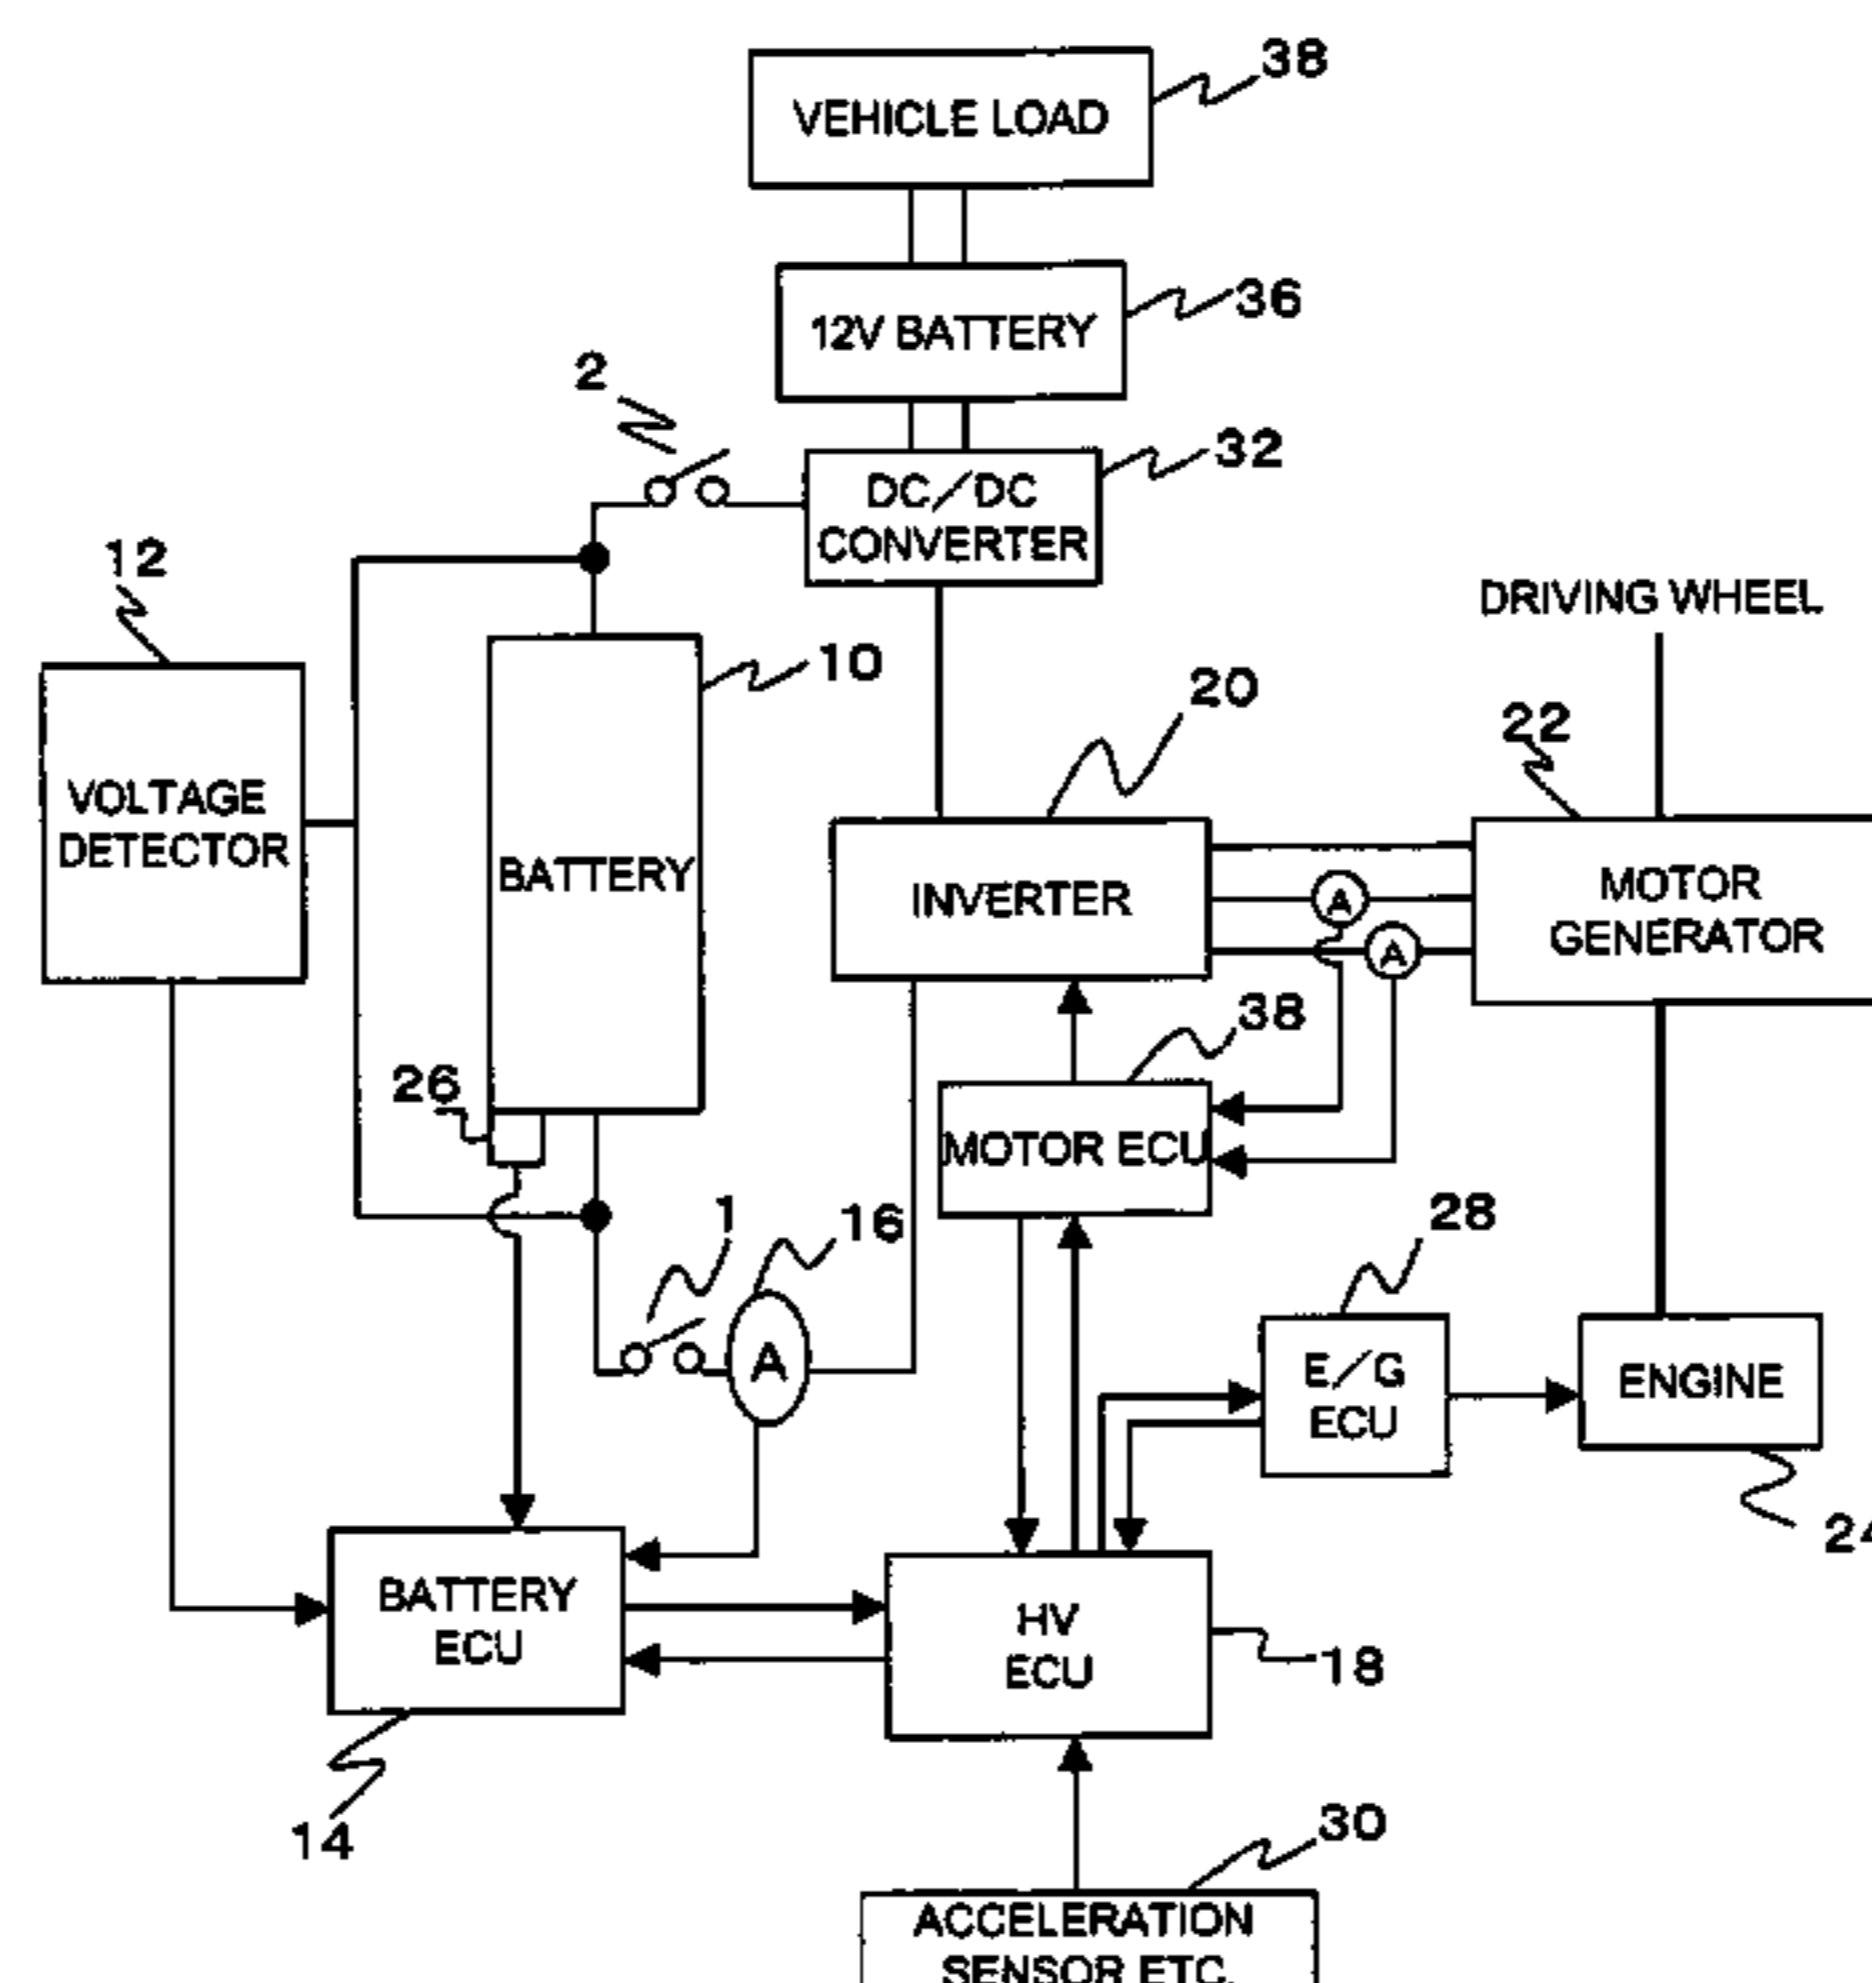 38
VEHICLE LOAD
36
12V BATTERY
2
32
DC/DC
CONVERTER
12
DRIVING WHEEL
10
20
22
VOLTAGE
DETECTOR
BATTERY
INVERTER
A
A
MOTOR
GENERATOR
38
26
MOTOR ECU
1
16
28
A
E/G
ECU
ENGINE
24
BATTERY
ECU
HV
ECU
18
14
30
ACCELERATION
SENSOR ETC.